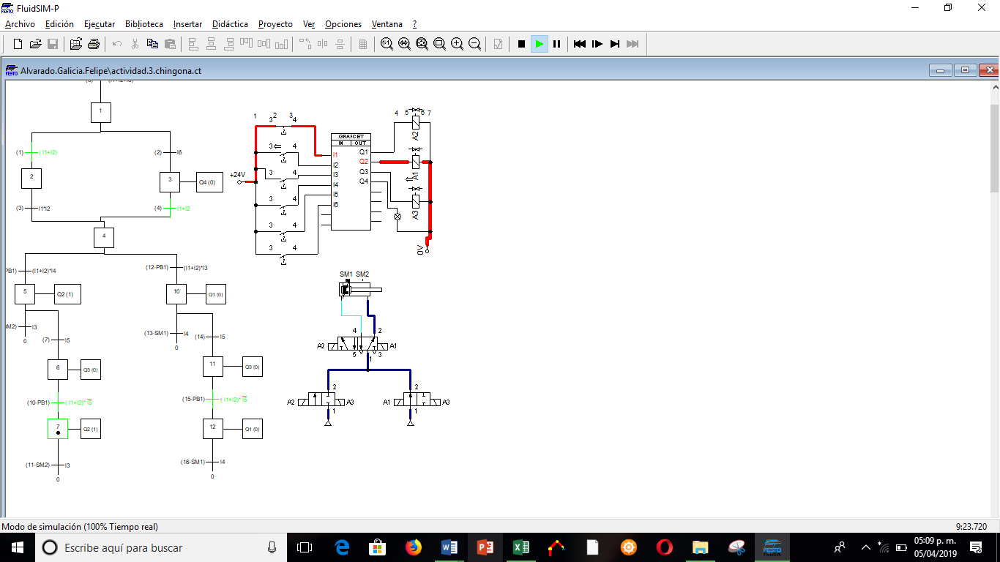 FluidSIM-P
Archivo Edición Ejecutar Biblioteca Insertar Didáctica Proyecto Ver Opciones Ventana ?
Alvarado.Galicia.Felipe\actividad.3.chingona.ct
1
(1) (I1+I2)
(2) I6
2
3
Q4 (0)
(3) I1*I2
(4) I1+I2
4
PB1) (I1+I2)*I4
(12-PB1) (I1+I2)*I3
5
Q2 (1)
10
Q1 (0)
SM2) I3
0
(7) I5
(13-SM1) I4
0
(14) I5
6
Q3 (0)
11
Q3 (0)
(10-PB1) (I1+I2)*I5
(15-PB1) (I1+I2)*I5
7
Q2 (1)
12
Q1 (0)
(11-SM2) I3
0
(16-SM1) I4
0
1 2 3
3 4
3 4
3 4
3 4
3 4
3 4
+24V
GRAFCET
IN OUT
I1
I2
I3
I4
I5
I6
Q1
Q2
Q3
Q4
4 5 6 7
A2
A1
A3
0V
SM1 SM2
4 2
A2 A1
5 1 3
2
A2 A3
1
2
A1 A3
1
Modo de simulación (100% Tiempo real) 9:23.720
Escribe aquí para buscar
05:09 p. m.
05/04/2019